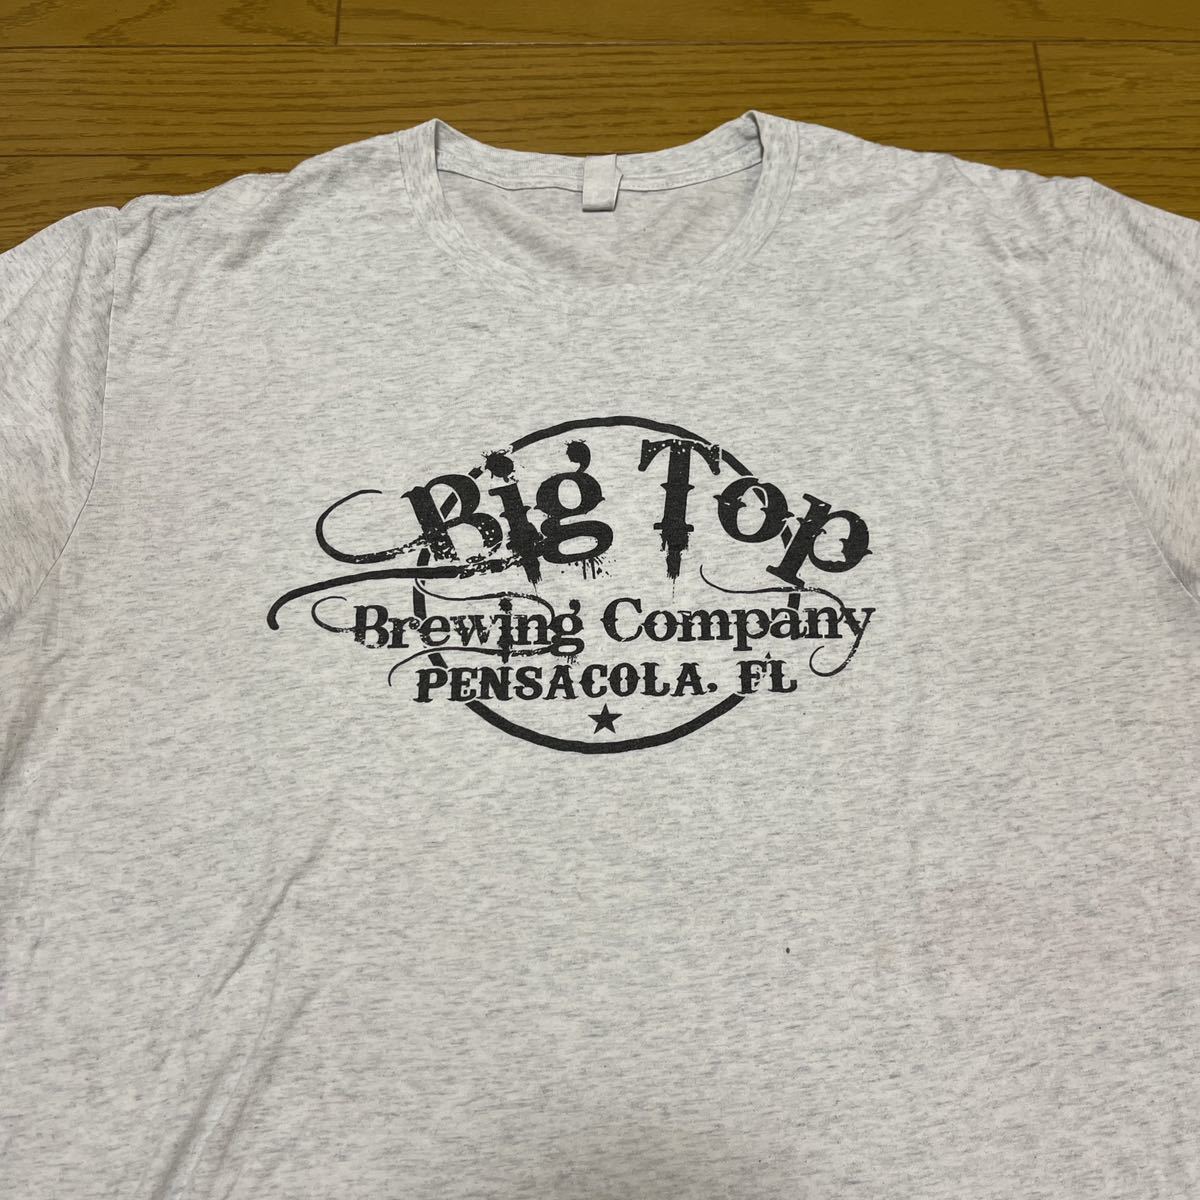 Big Top
Brewing Company
PENSACOLA, FL